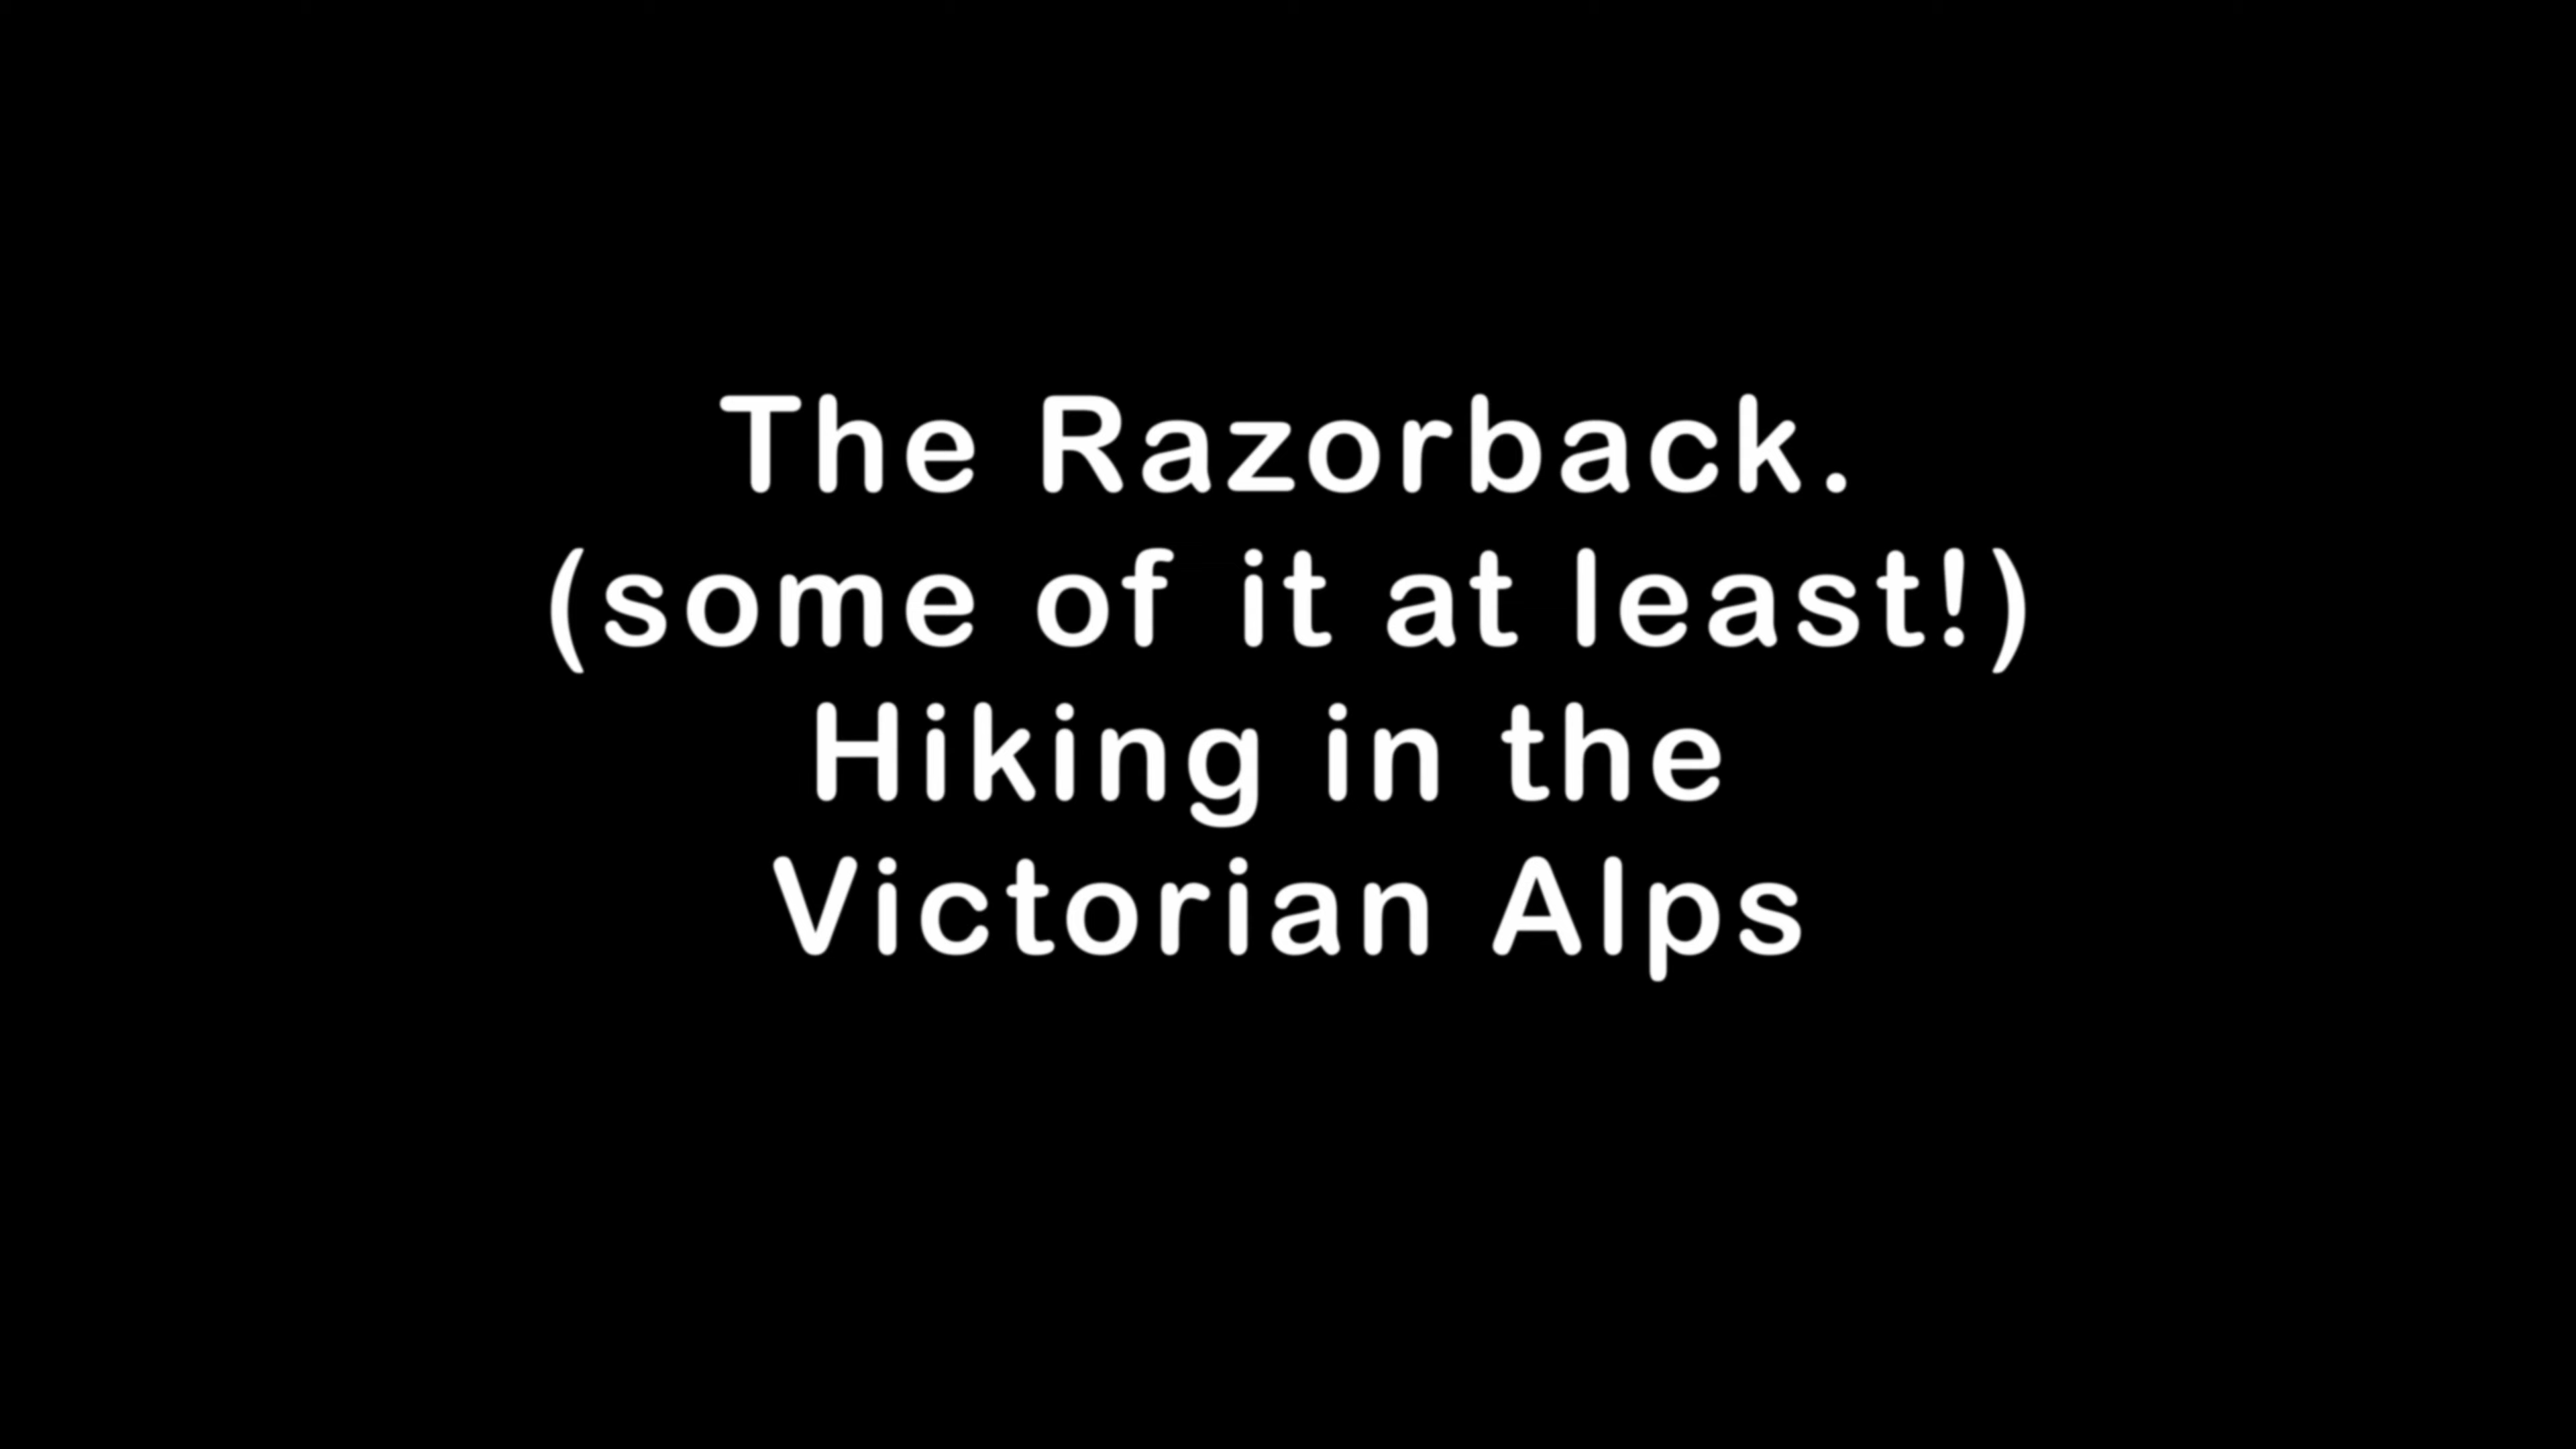 The Razorback.
(some of it at least!)
Hiking in the
Victorian Alps